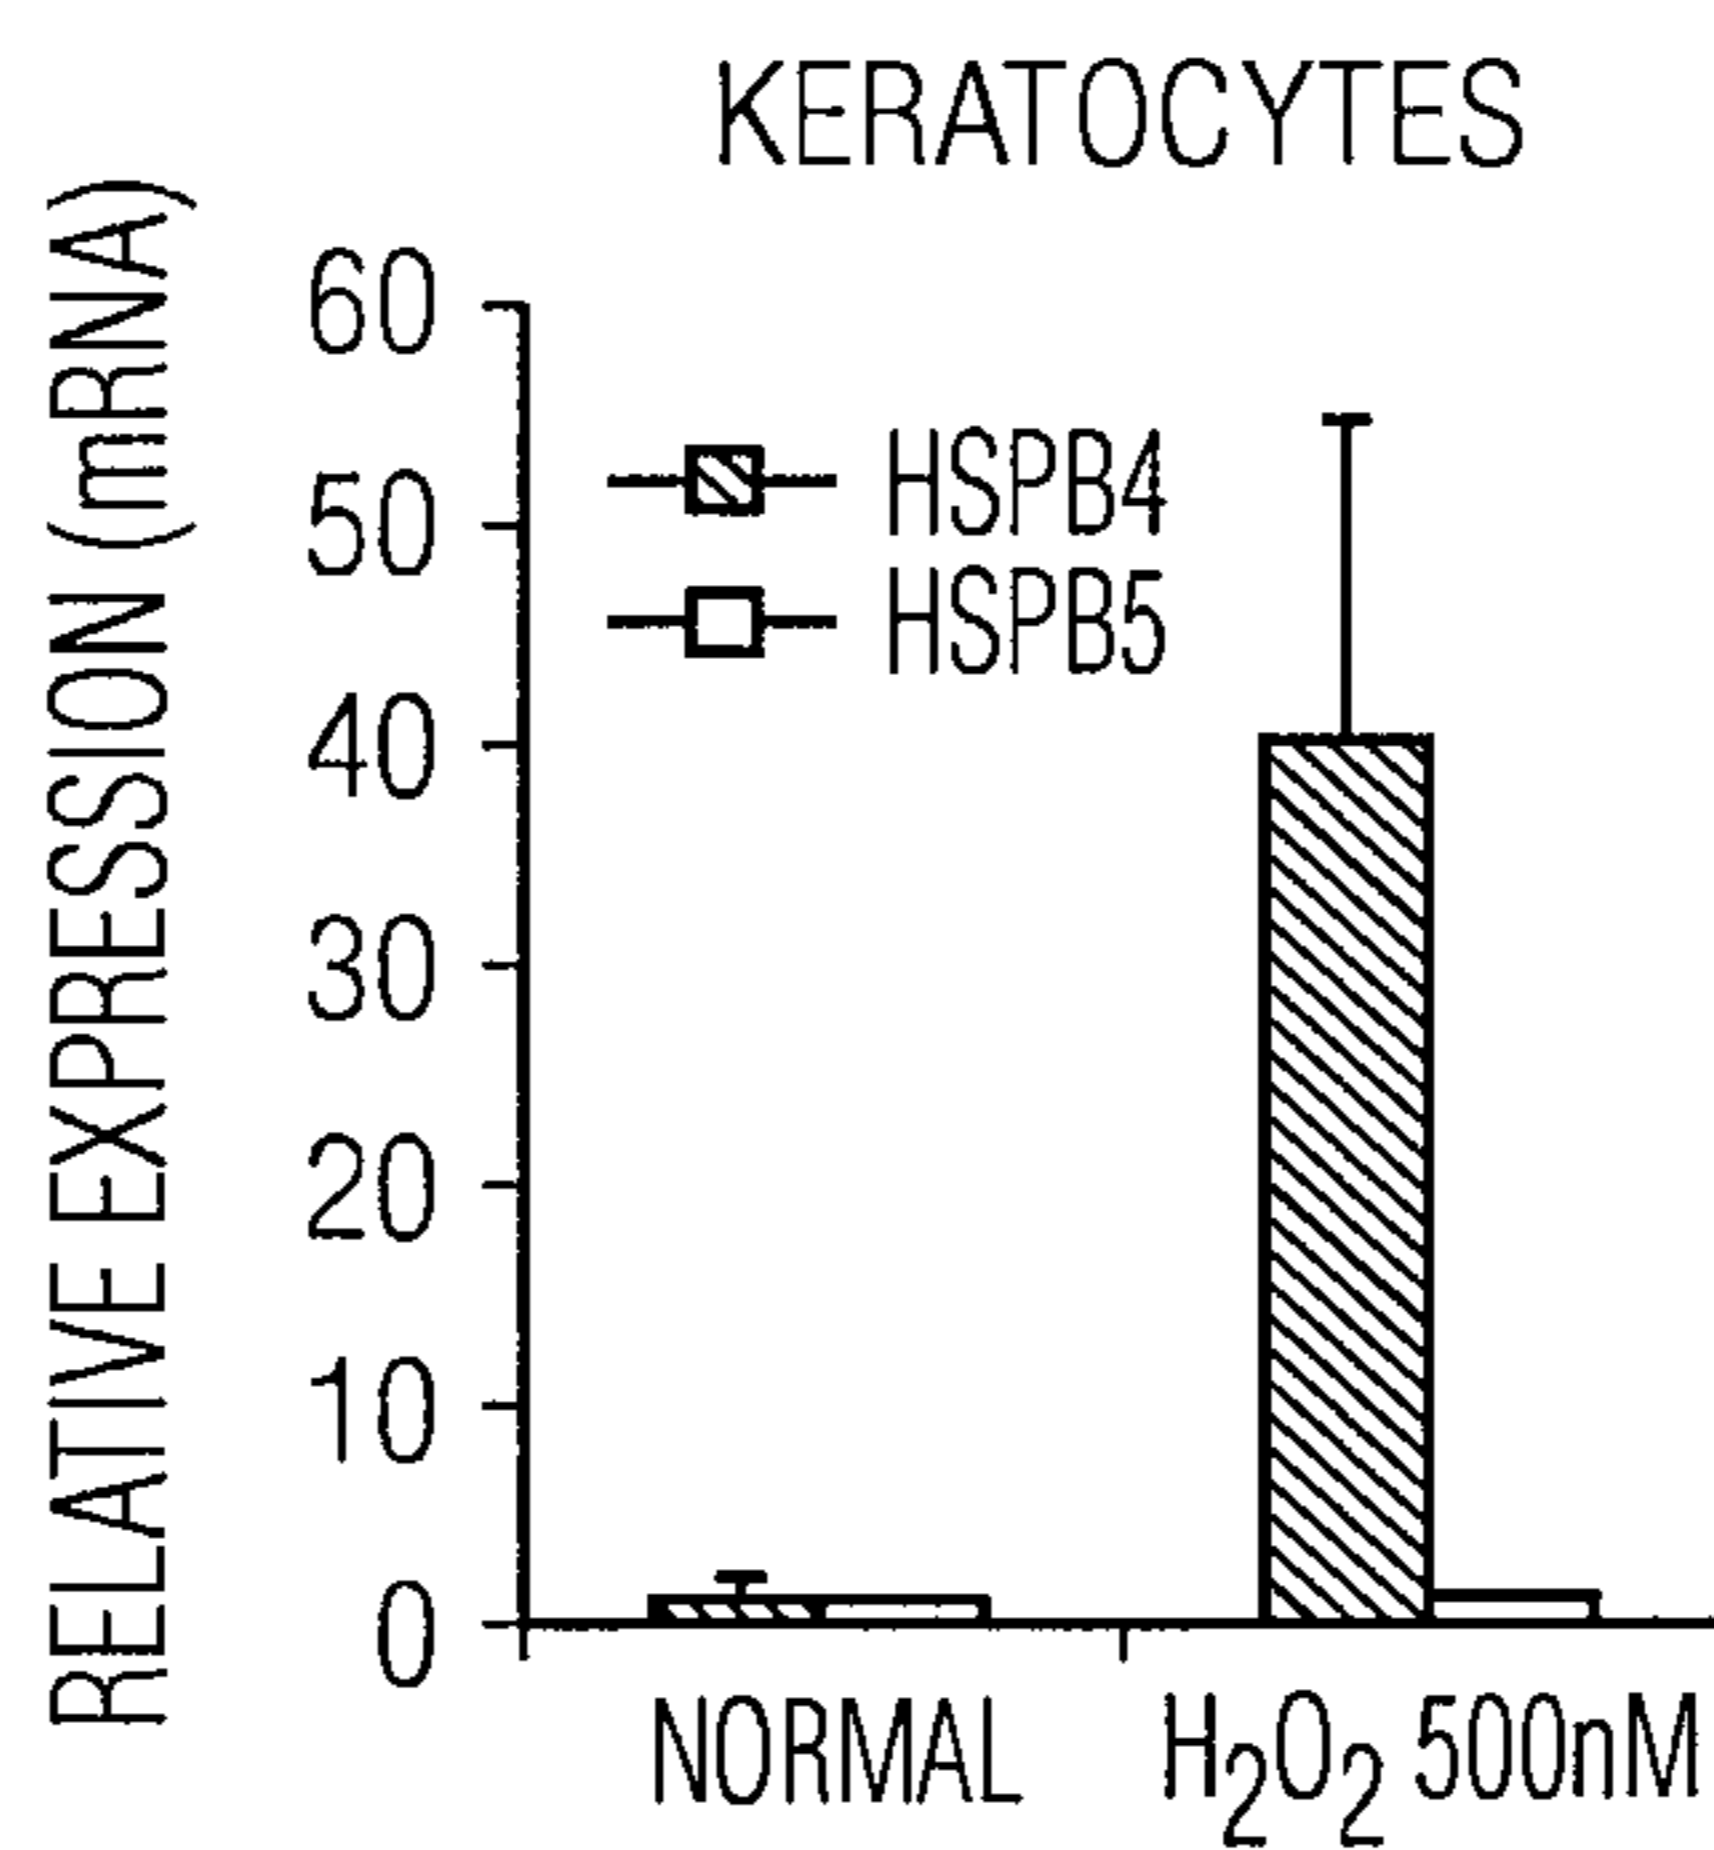 KERATOCYTES
RELATIVE EXPRESSION (mRNA)
60
50
40
30
20
10
0
HSPB4
HSPB5
NORMAL
H₂O₂ 500nM